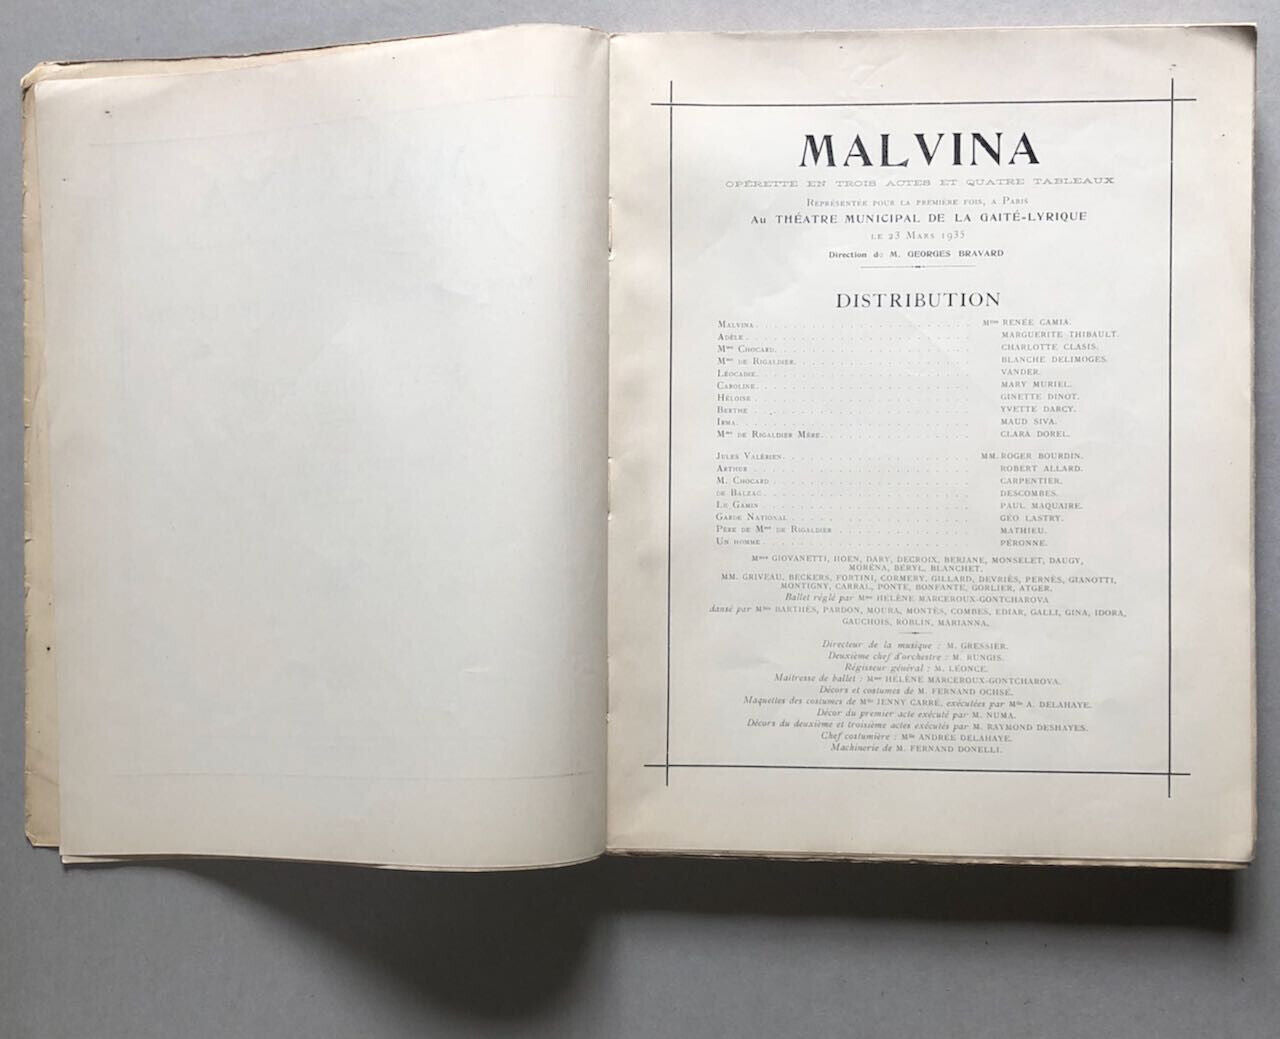 MALVINA
OPÉRETTE EN TROIS ACTES ET QUATRE TABLEAUX
Représentée pour la première fois, a Paris
Au THÉATRE MUNICIPAL DE LA GAITÉ-LYRIQUE
le 23 Mars 1935
Direction de M. GEORGES BRAVARD
DISTRIBUTION
Malvina. Mmes RENÉE CAMIA.
Adèle. MARGUERITE THIBAULT.
Mme Chocard. CHARLOTTE CLASIS.
Mme de Rigaldier. BLANCHE DELIMOGES.
Léocadie. VANDER.
Caroline. MARY MURIEL.
Héloise. GINETTE DINOT.
Berthe YVETTE DARCY.
Irma. MAUD SIVA.
Mme de Rigaldier Mère. CLARA DOREL.
Jules Valérien. MM. ROGER BOURDIN.
Arthur ROBERT ALLARD.
M. Chocard CARPENTIER.
de Balzac. DESCOMBES.
Le Gamin PAUL MAQUAIRE.
Garde National GÉO LASTRY.
Père de Mme de Rigaldier MATHIEU.
Un homme PÉRONNE.
Mmes GIOVANETTI, HOEN, DARY, DECROIX, BERJANE, MONSELET, DAUGY,
MORÉNA, BÉRYL, BLANCHET.
MM. GRIVEAU, BECKERS, FORTINI, CORMERY, GILLARD, DEVRIÈS, PERNÈS, GIANOTTI,
MONTIGNY, CARRAL, PONTE, BONFANTE, GORLIER, ATGER.
Ballet réglé par Mme HELÈNE MARCEROUX-GONTCHAROVA
dansé par Mmes BARTHÈS, PARDON, MOURA, MONTÈS, COMBES, EDIAR, GALLI, GINA, IDORA,
GAUCHOIS, ROBLIN, MARIANNA.
Directeur de la musique : M. GRESSIER.
Deuxième chef d'orchestre : M. RUNGIS.
Régisseur général : M. LÉONCE.
Maitresse de ballet : Mme HÉLÈNE MARCEROUX-GONTCHAROVA.
Décors et costumes de M. FERNAND OCHSÉ.
Maquettes des costumes de Mlle JENNY CARRÉ, exécutées par Mlle A. DELAHAYE.
Décor du premier acte exécuté par M. NUMA.
Décors du deuxième et troisième actes exécutés par M. RAYMOND DESHAYES.
Chef costumière : Mlle ANDRÉE DELAHAYE.
Machinerie de M. FERNAND DONELLI.